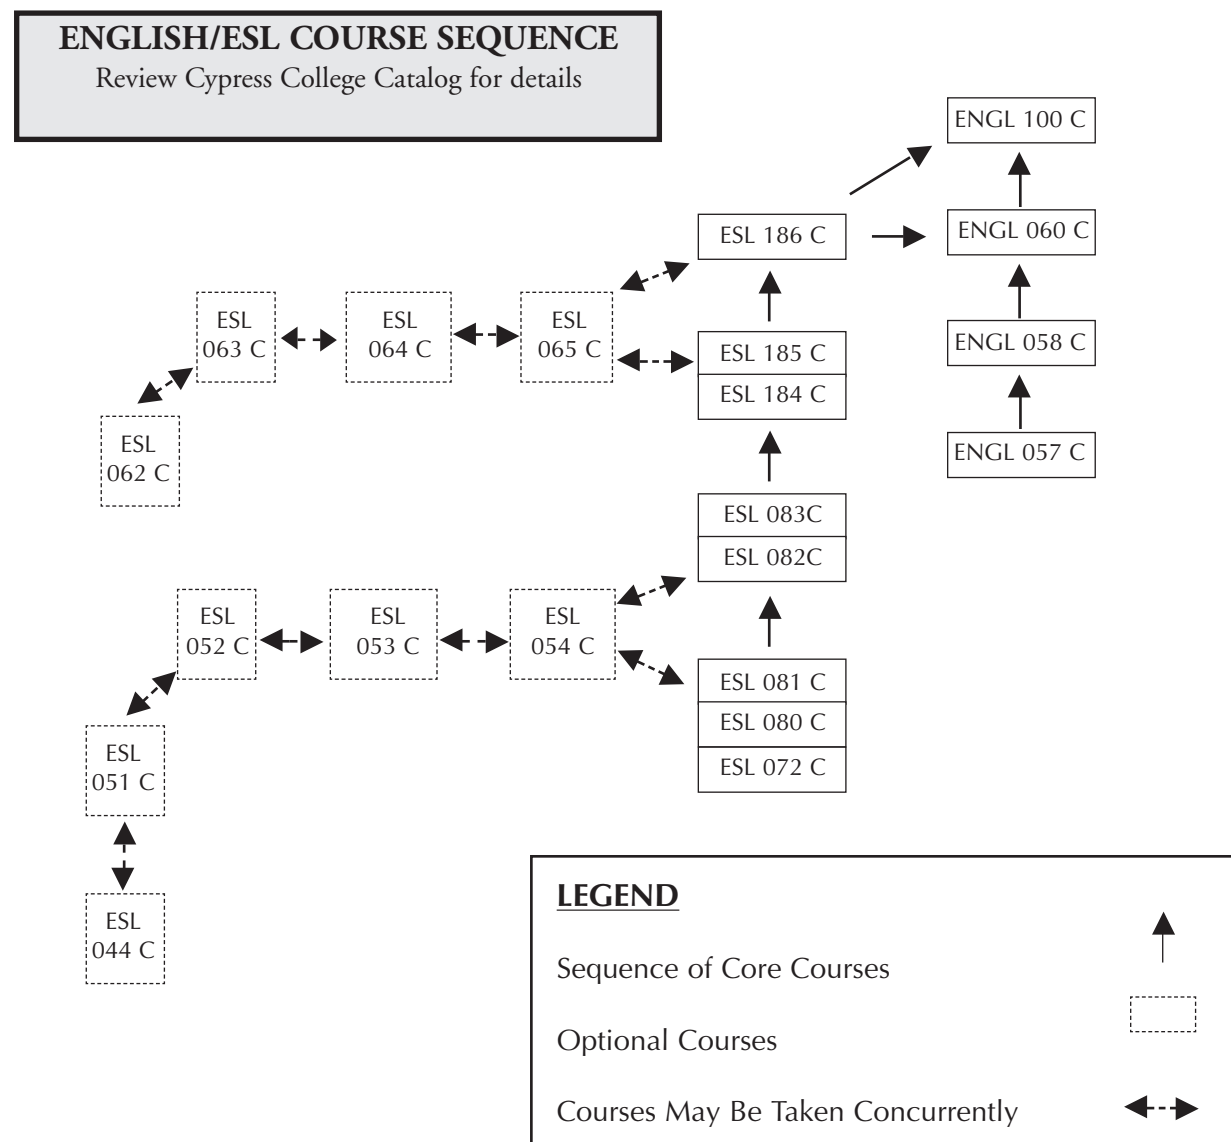 ENGLISH/ESL COURSE SEQUENCE
Review Cypress College Catalog for details
ENGL 100 C
ESL 186 C
ENGL 060 C
ESL
063 C
ESL
064 C
ESL
065 C
ESL 185 C
ESL 184 C
ENGL 058 C
ESL
062 C
ENGL 057 C
ESL 083C
ESL 082C
ESL
052 C
ESL
053 C
ESL
054 C
ESL 081 C
ESL 080 C
ESL 072 C
ESL
051 C
ESL
044 C
LEGEND
Sequence of Core Courses
Optional Courses
Courses May Be Taken Concurrently